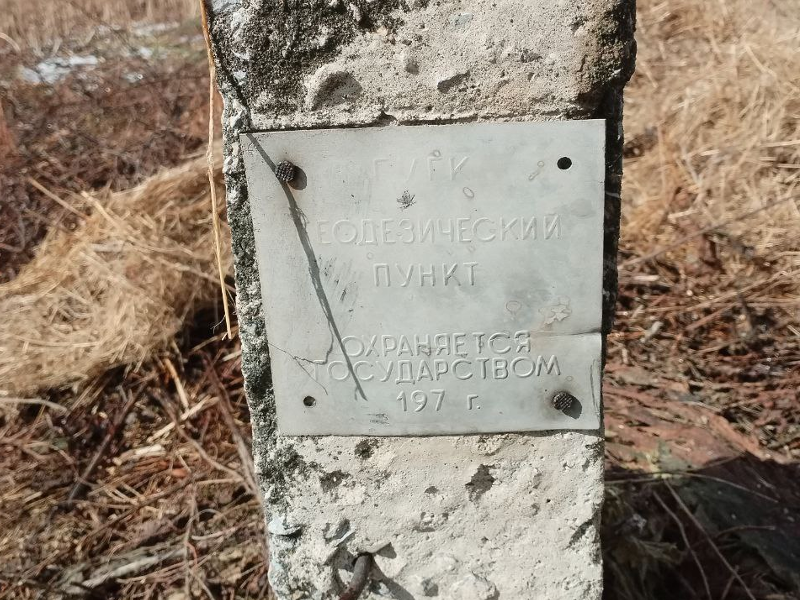 ГУГК
ГЕОДЕЗИЧЕСКИЙ
ПУНКТ
ОХРАНЯЕТСЯ
ГОСУДАРСТВОМ
197 г.